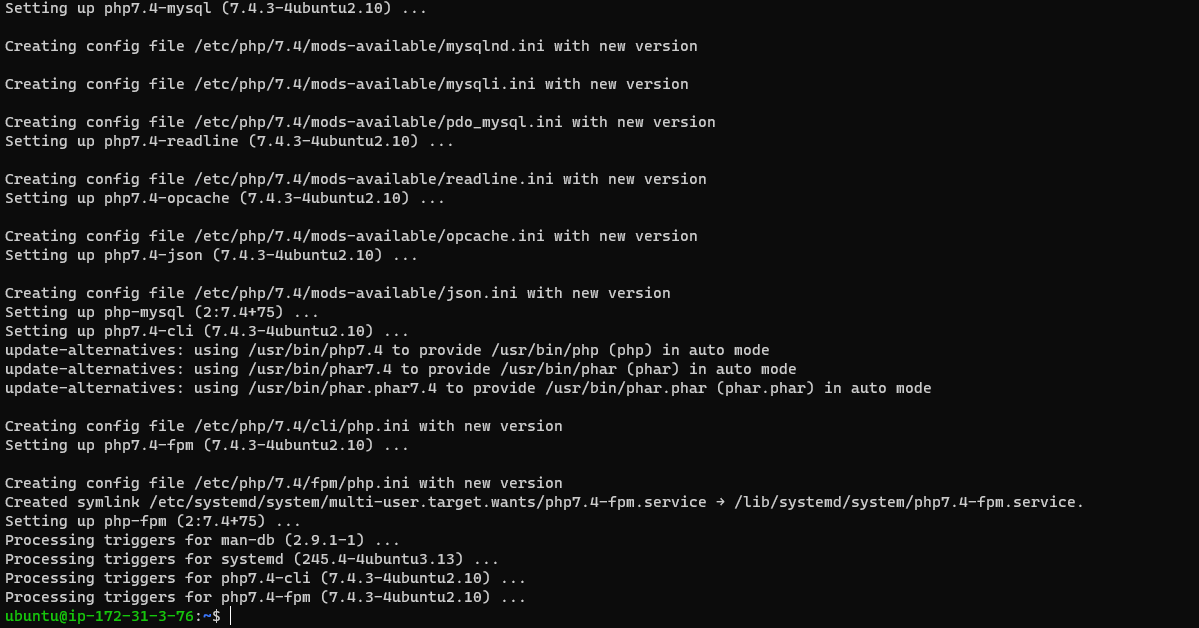 Setting up php7.4-mysql (7.4.3-4ubuntu2.10) ...
Creating config file /etc/php/7.4/mods-available/mysqlnd.ini with new version
Creating config file /etc/php/7.4/mods-available/mysqli.ini with new version
Creating config file /etc/php/7.4/mods-available/pdo_mysql.ini with new version
Setting up php7.4-readline (7.4.3-4ubuntu2.10) ...
Creating config file /etc/php/7.4/mods-available/readline.ini with new version
Setting up php7.4-opcache (7.4.3-4ubuntu2.10) ...
Creating config file /etc/php/7.4/mods-available/opcache.ini with new version
Setting up php7.4-json (7.4.3-4ubuntu2.10) ...
Creating config file /etc/php/7.4/mods-available/json.ini with new version
Setting up php-mysql (2:7.4+75) ...
Setting up php7.4-cli (7.4.3-4ubuntu2.10) ...
update-alternatives: using /usr/bin/php7.4 to provide /usr/bin/php (php) in auto mode
update-alternatives: using /usr/bin/phar7.4 to provide /usr/bin/phar (phar) in auto mode
update-alternatives: using /usr/bin/phar.phar7.4 to provide /usr/bin/phar.phar (phar.phar) in auto mode
Creating config file /etc/php/7.4/cli/php.ini with new version
Setting up php7.4-fpm (7.4.3-4ubuntu2.10) ...
Creating config file /etc/php/7.4/fpm/php.ini with new version
Created symlink /etc/systemd/system/multi-user.target.wants/php7.4-fpm.service → /lib/systemd/system/php7.4-fpm.service.
Setting up php-fpm (2:7.4+75) ...
Processing triggers for man-db (2.9.1-1) ...
Processing triggers for systemd (245.4-4ubuntu3.13) ...
Processing triggers for php7.4-cli (7.4.3-4ubuntu2.10) ...
Processing triggers for php7.4-fpm (7.4.3-4ubuntu2.10) ...
ubuntu@ip-172-31-3-76:~$